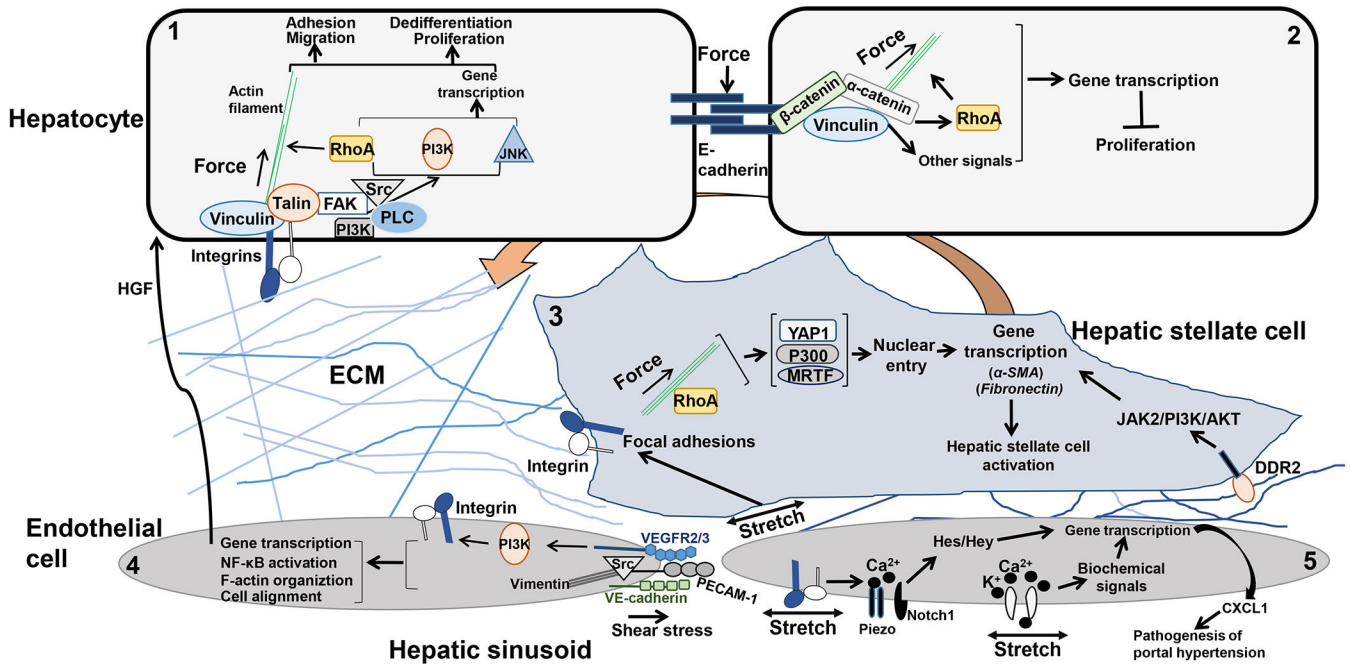 1
Adhesion
Migration
Dedifferentiation
Proliferation
Actin
filament
Gene
transcription
Hepatocyte
Force
RhoA
PI3K
JNK
Vinculin
Talin
FAK
Src
PLC
PI3K
Integrins
HGF
2
Force
E-
cadherin
β-catenin
α-catenin
Vinculin
Force
RhoA
Other signals
Gene transcription
Proliferation
ECM
3
Hepatic stellate cell
Force
RhoA
YAP1
P300
MRTF
Nuclear
entry
Gene
transcription
(α-SMA)
(Fibronectin)
Hepatic stellate cell
activation
JAK2/PI3K/AKT
DDR2
Integrin
Focal adhesions
Stretch
Endothelial
cell
4
Gene transcription
NF-κB activation
F-actin organiztion
Cell alignment
Integrin
PI3K
VEGFR2/3
Src
Vimentin
PECAM-1
VE-cadherin
Shear stress
Hepatic sinusoid
5
Stretch
Ca2+
Piezo
Notch1
Hes/Hey
Gene transcription
Ca2+
K+
Biochemical
signals
Stretch
CXCL1
Pathogenesis of
portal hypertension